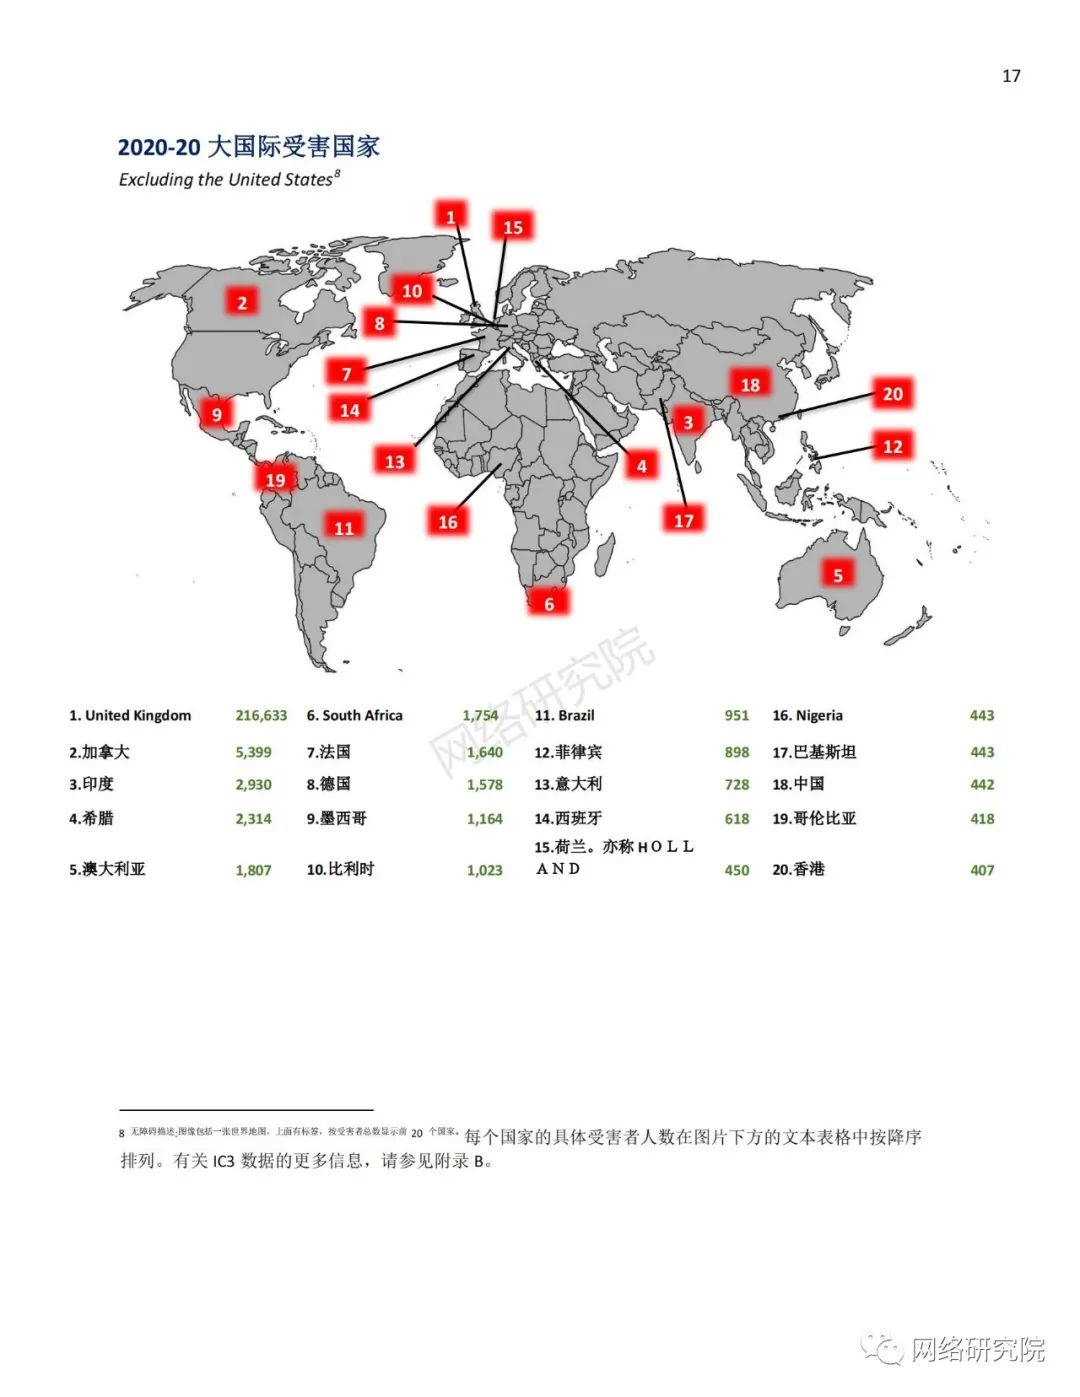 17
2020-20 大国际受害国家
Excluding the United States8
1
15
2
10
8
7
9
14
18
20
3
12
13
4
19
16
17
11
5
6
网络研究院
1. United Kingdom 216,633 6. South Africa 1,754 11. Brazil 951 16. Nigeria 443
2.加拿大 5,399 7.法国 1,640 12.菲律宾 898 17.巴基斯坦 443
3.印度 2,930 8.德国 1,578 13.意大利 728 18.中国 442
4.希腊 2,314 9.墨西哥 1,164 14.西班牙 618 19.哥伦比亚 418
15.荷兰。亦称HＯＬＬ
5.澳大利亚 1,807 10.比利时 1,023 ＡＮＤ 450 20.香港 407
8 无障碍描述:图像包括一张世界地图，上面有标签，按受害者总数显示前 20 个国家。每个国家的具体受害者人数在图片下方的文本表格中按降序
排列。有关 IC3 数据的更多信息，请参见附录 B。
网络研究院